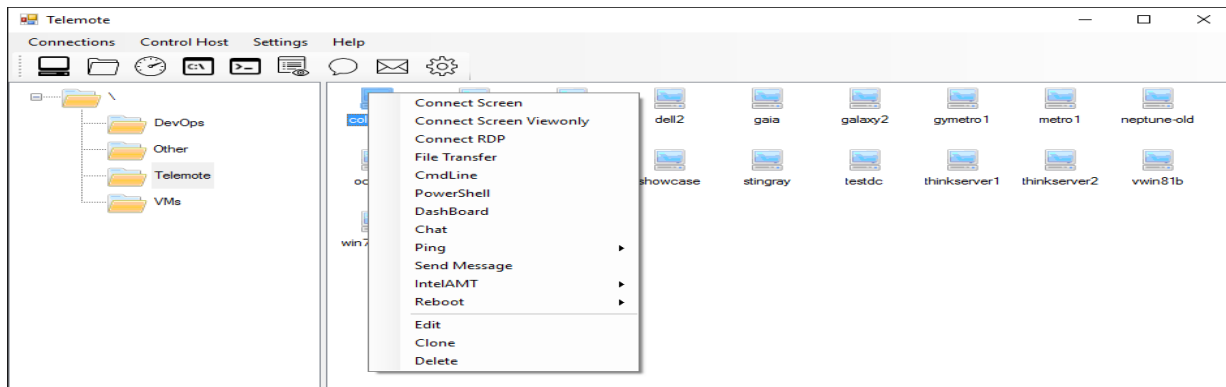 Telemote
Connections Control Host Settings Help
C:\
\
DevOps
Other
Telemote
VMs
dell2 gaia galaxy2 gymetro1 metro1 neptune-old
showcase stingray testdc thinkserver1 thinkserver2 vwin81b
Connect Screen
Connect Screen Viewonly
Connect RDP
File Transfer
CmdLine
PowerShell
DashBoard
Chat
Ping
Send Message
IntelAMT
Reboot
Edit
Clone
Delete